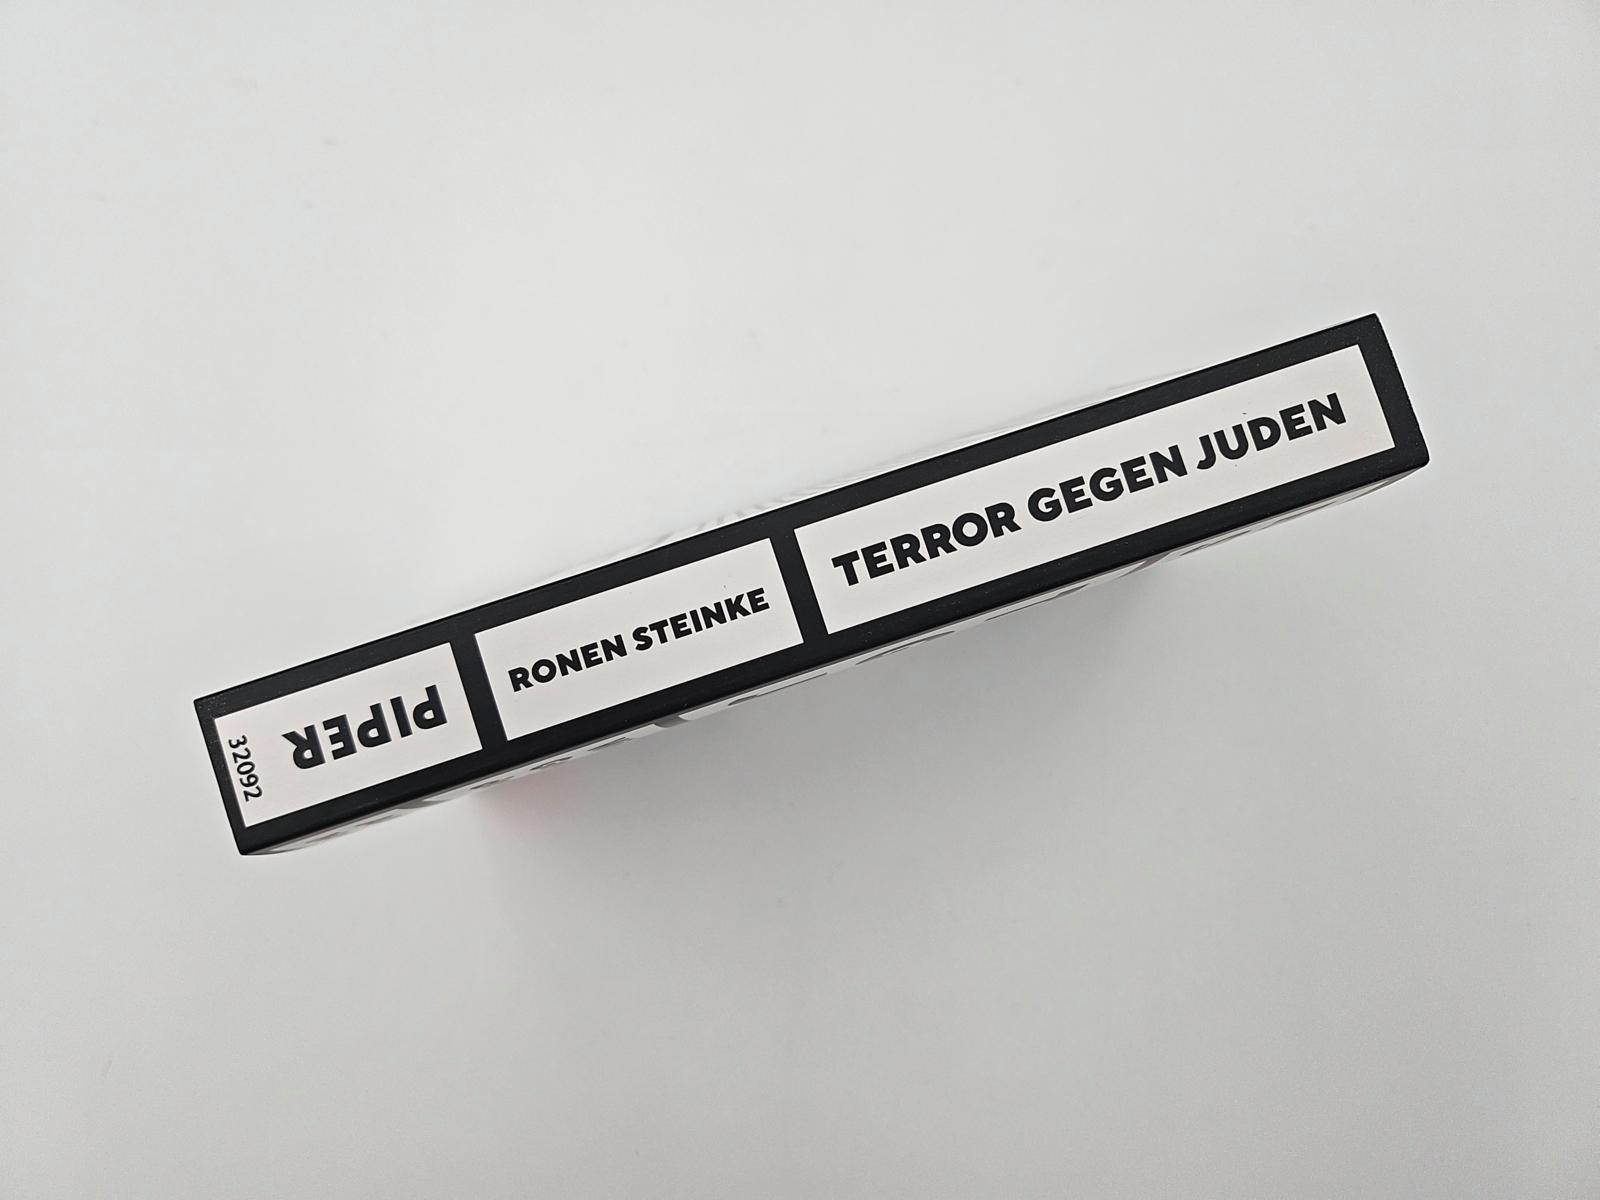 TERROR GEGEN JUDEN
RONEN STEINKE
PIPER
32092